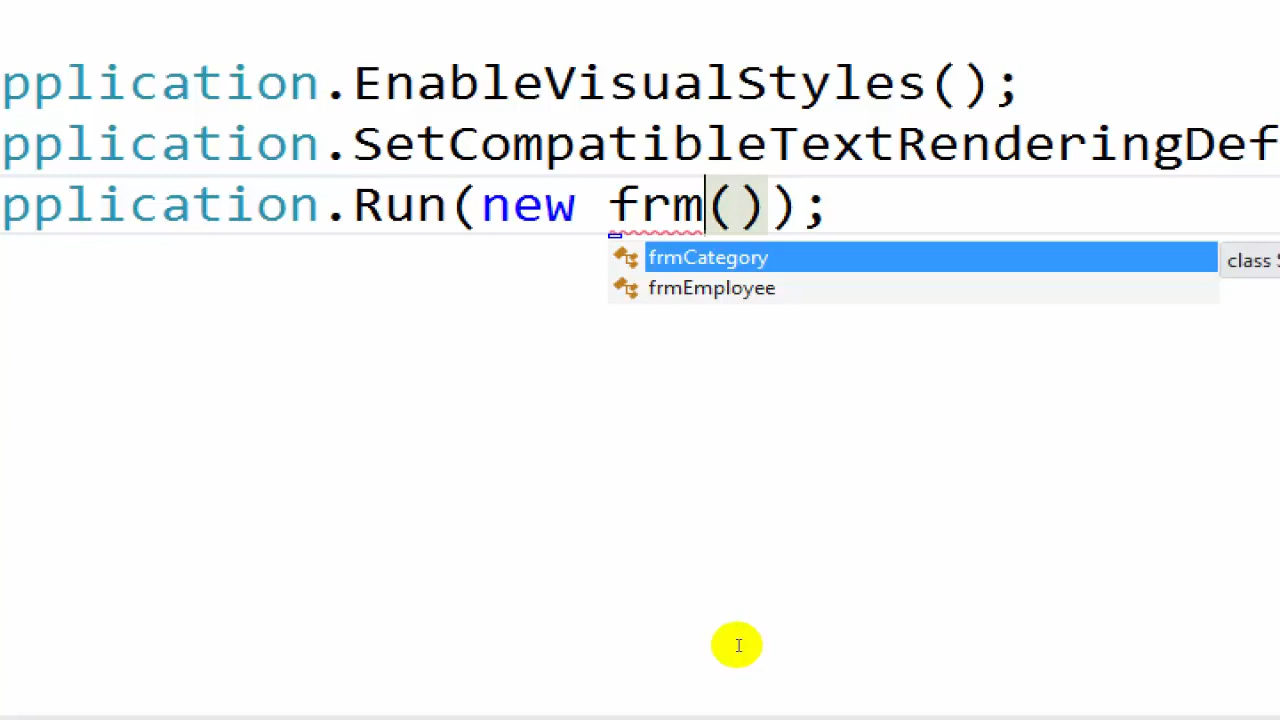 pplication.EnableVisualStyles();
pplication.SetCompatibleTextRenderingDef
pplication.Run(new frm());
frmCategory
class S
frmEmployee